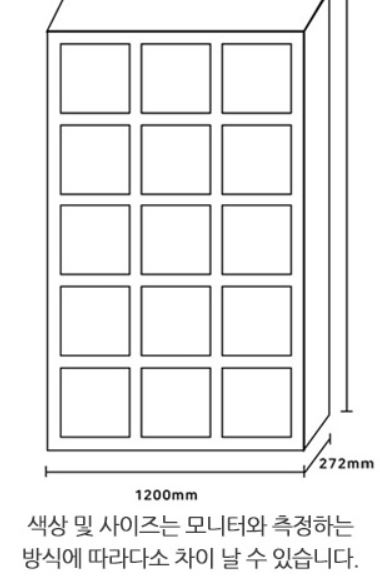 272mm
1200mm
색상 및 사이즈는 모니터와 측정하는
방식에 따라다소 차이 날 수 있습니다.